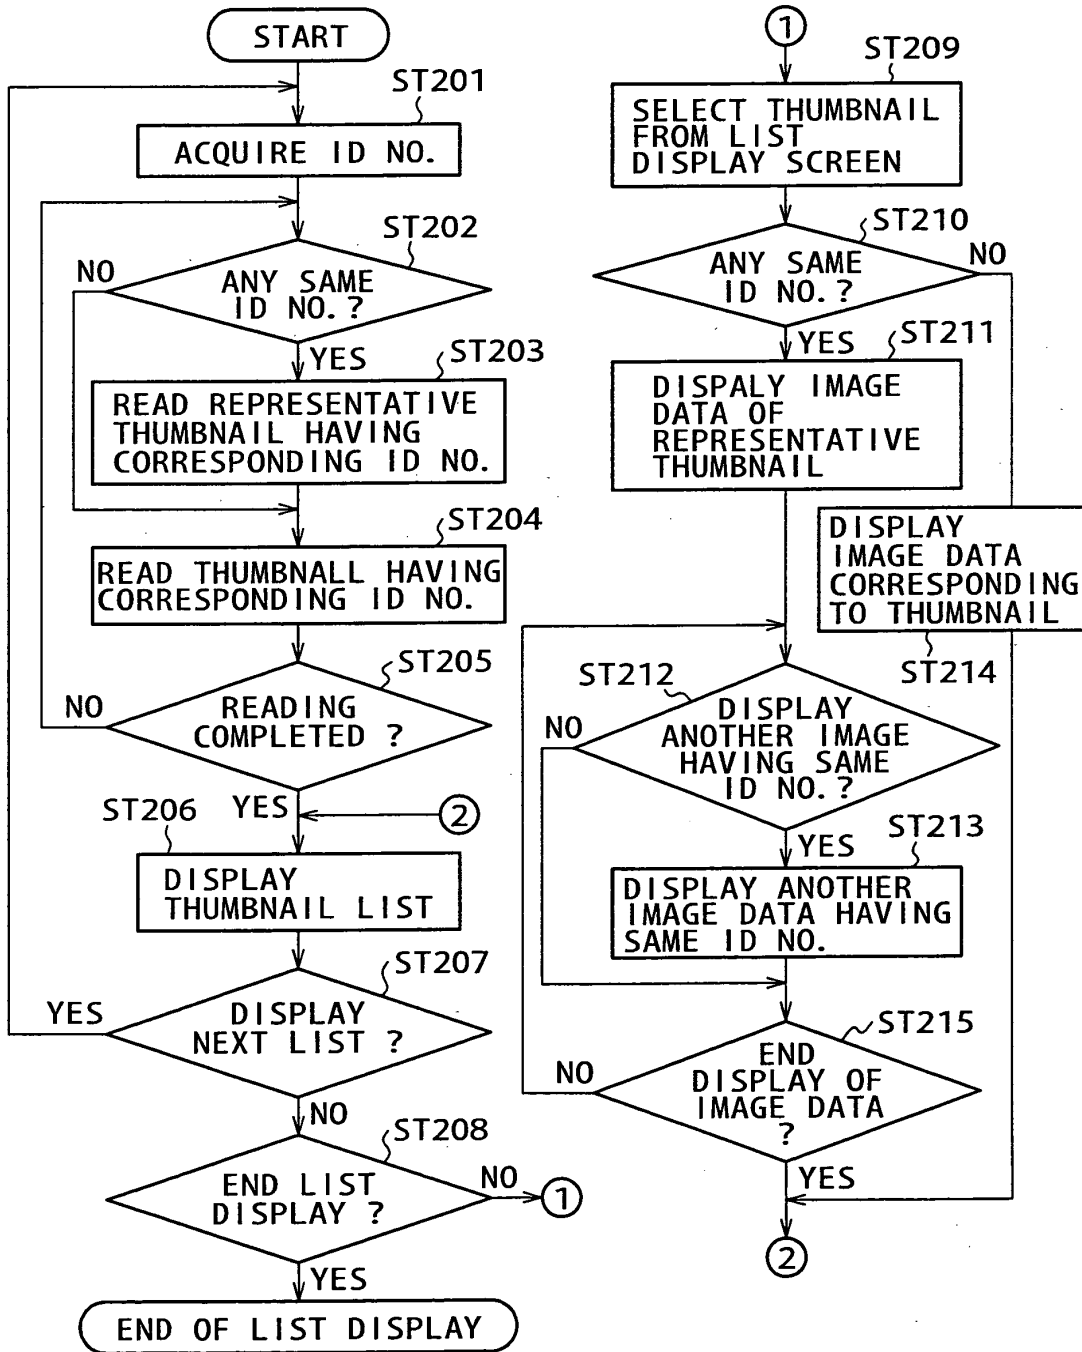 START
ST201
ACQUIRE ID NO.
ST202
NO
ANY SAME
ID NO. ?
YES
ST203
READ REPRESENTATIVE
THUMBNAIL HAVING
CORRESPONDING ID NO.
ST204
READ THUMBNALL HAVING
CORRESPONDING ID NO.
ST205
NO
READING
COMPLETED ?
YES
2
ST206
DISPLAY
THUMBNAIL LIST
ST207
YES
DISPLAY
NEXT LIST ?
NO
ST208
END LIST
DISPLAY ?
NO
1
YES
END OF LIST DISPLAY
1
ST209
SELECT THUMBNAIL
FROM LIST
DISPLAY SCREEN
ST210
ANY SAME
ID NO. ?
NO
YES
ST211
DISPALY IMAGE
DATA OF
REPRESENTATIVE
THUMBNAIL
DISPLAY
IMAGE DATA
CORRESPONDING
TO THUMBNAIL
ST214
ST212
NO
DISPLAY
ANOTHER IMAGE
HAVING SAME
ID NO. ?
YES
ST213
DISPLAY ANOTHER
IMAGE DATA HAVING
SAME ID NO.
ST215
NO
END
DISPLAY OF
IMAGE DATA
?
YES
2